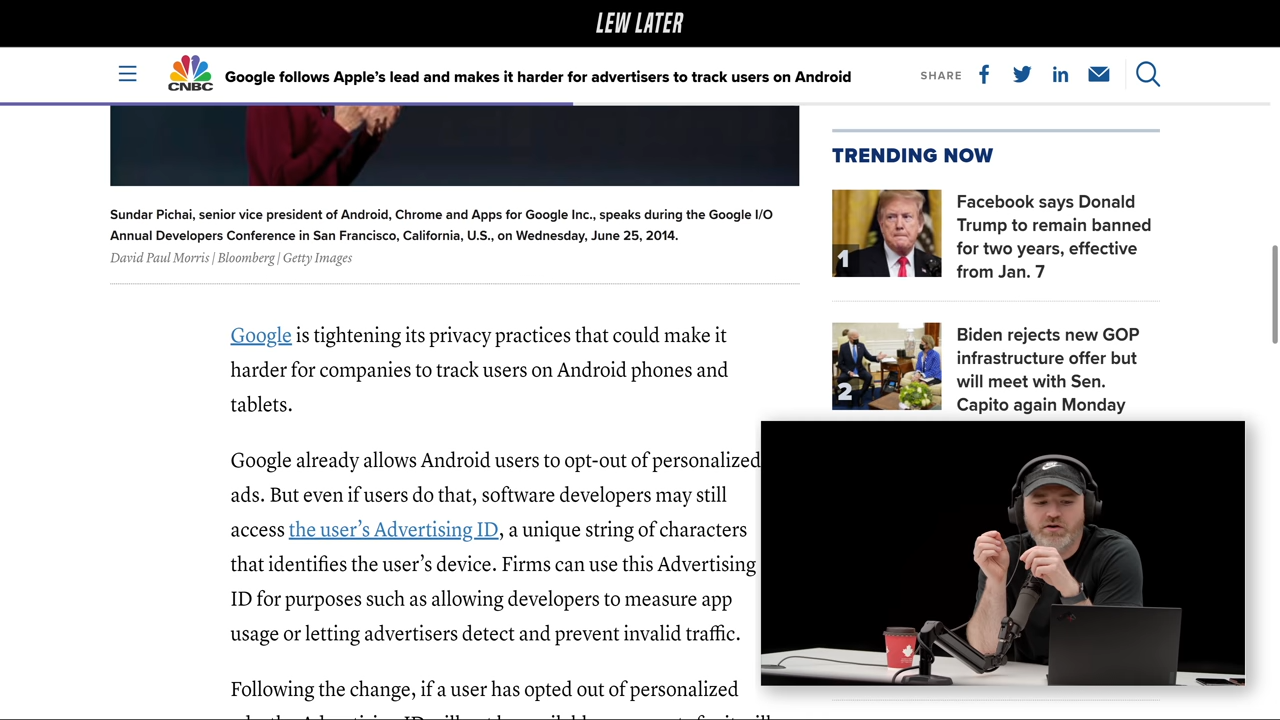 LEW LATER
CNBC
Google follows Apple's lead and makes it harder for advertisers to track users on Android
SHARE
Sundar Pichai, senior vice president of Android, Chrome and Apps for Google Inc., speaks during the Google I/O
Annual Developers Conference in San Francisco, California, U.S., on Wednesday, June 25, 2014.
David Paul Morris | Bloomberg | Getty Images
Google is tightening its privacy practices that could make it
harder for companies to track users on Android phones and
tablets.
Google already allows Android users to opt-out of personalized
ads. But even if users do that, software developers may still
access the user's Advertising ID, a unique string of characters
that identifies the user's device. Firms can use this Advertising
ID for purposes such as allowing developers to measure app
usage or letting advertisers detect and prevent invalid traffic.
Following the change, if a user has opted out of personalized
TRENDING NOW
1
Facebook says Donald
Trump to remain banned
for two years, effective
from Jan. 7
2
Biden rejects new GOP
infrastructure offer but
will meet with Sen.
Capito again Monday